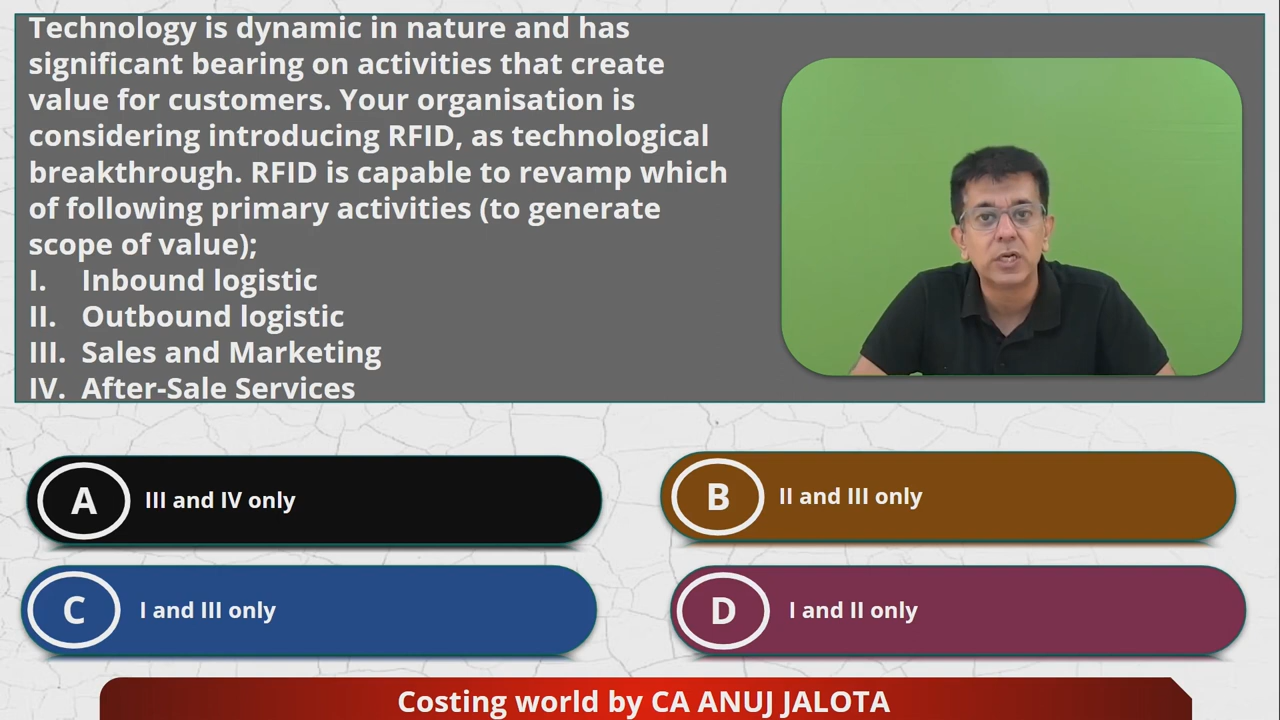 Technology is dynamic in nature and has
significant bearing on activities that create
value for customers. Your organisation is
considering introducing RFID, as technological
breakthrough. RFID is capable to revamp which
of following primary activities (to generate
scope of value);
I. Inbound logistic
II. Outbound logistic
III. Sales and Marketing
IV. After-Sale Services
A III and IV only
B II and III only
C I and III only
D I and II only
Costing world by CA ANUJ JALOTA